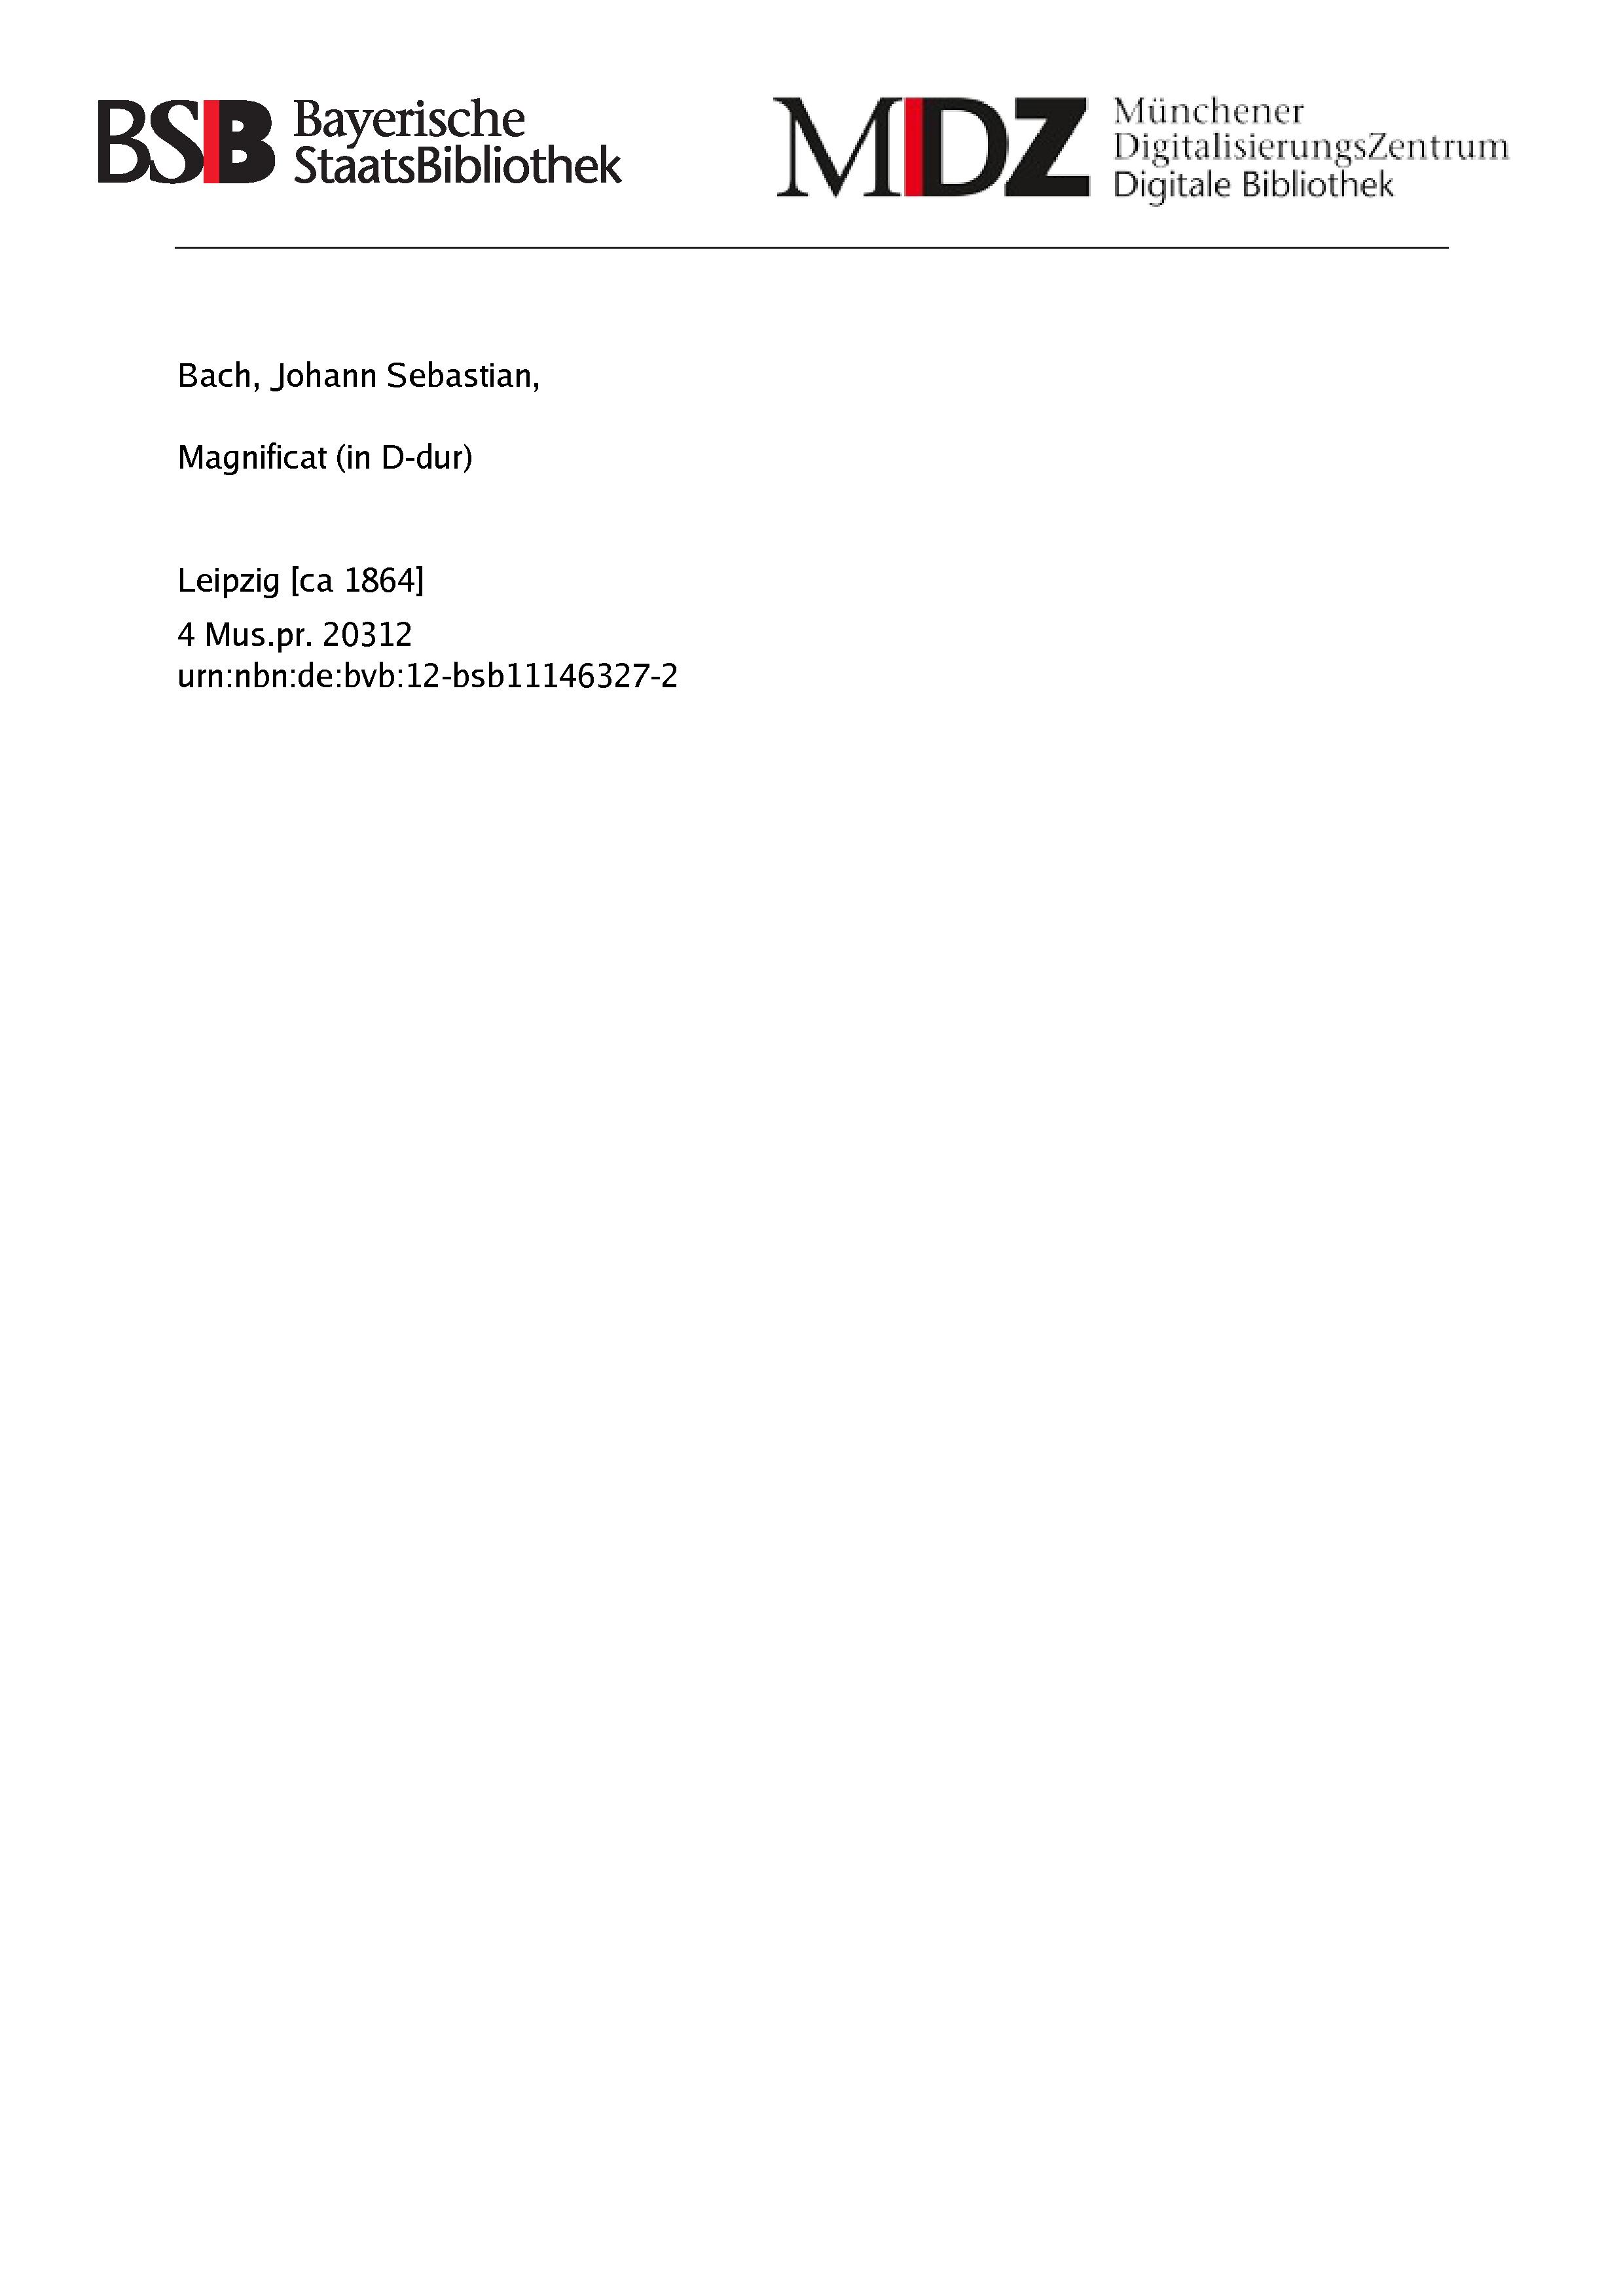 BSB Bayerische
StaatsBibliothek
MDZ Münchener
DigitalisierungsZentrum
Digitale Bibliothek
Bach, Johann Sebastian,
Magnificat (in D-dur)
Leipzig [ca 1864]
4 Mus.pr. 20312
urn:nbn:de:bvb:12-bsb11146327-2